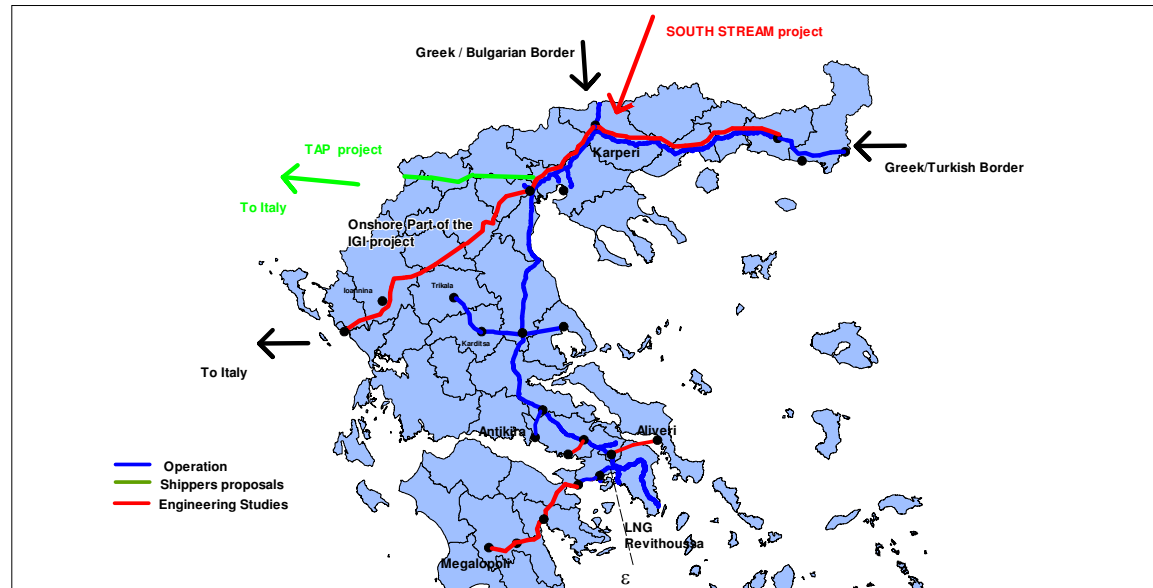 SOUTH STREAM project
Greek / Bulgarian Border
Karperi
TAP project
Greek/Turkish Border
To Italy
Onshore Part of the
IGI project
Ioannina
Trikala
Karditsa
To Italy
Antikira
Aliveri
Operation
Shippers proposals
Engineering Studies
LNG
Revithoussa
Megalopoli
ε